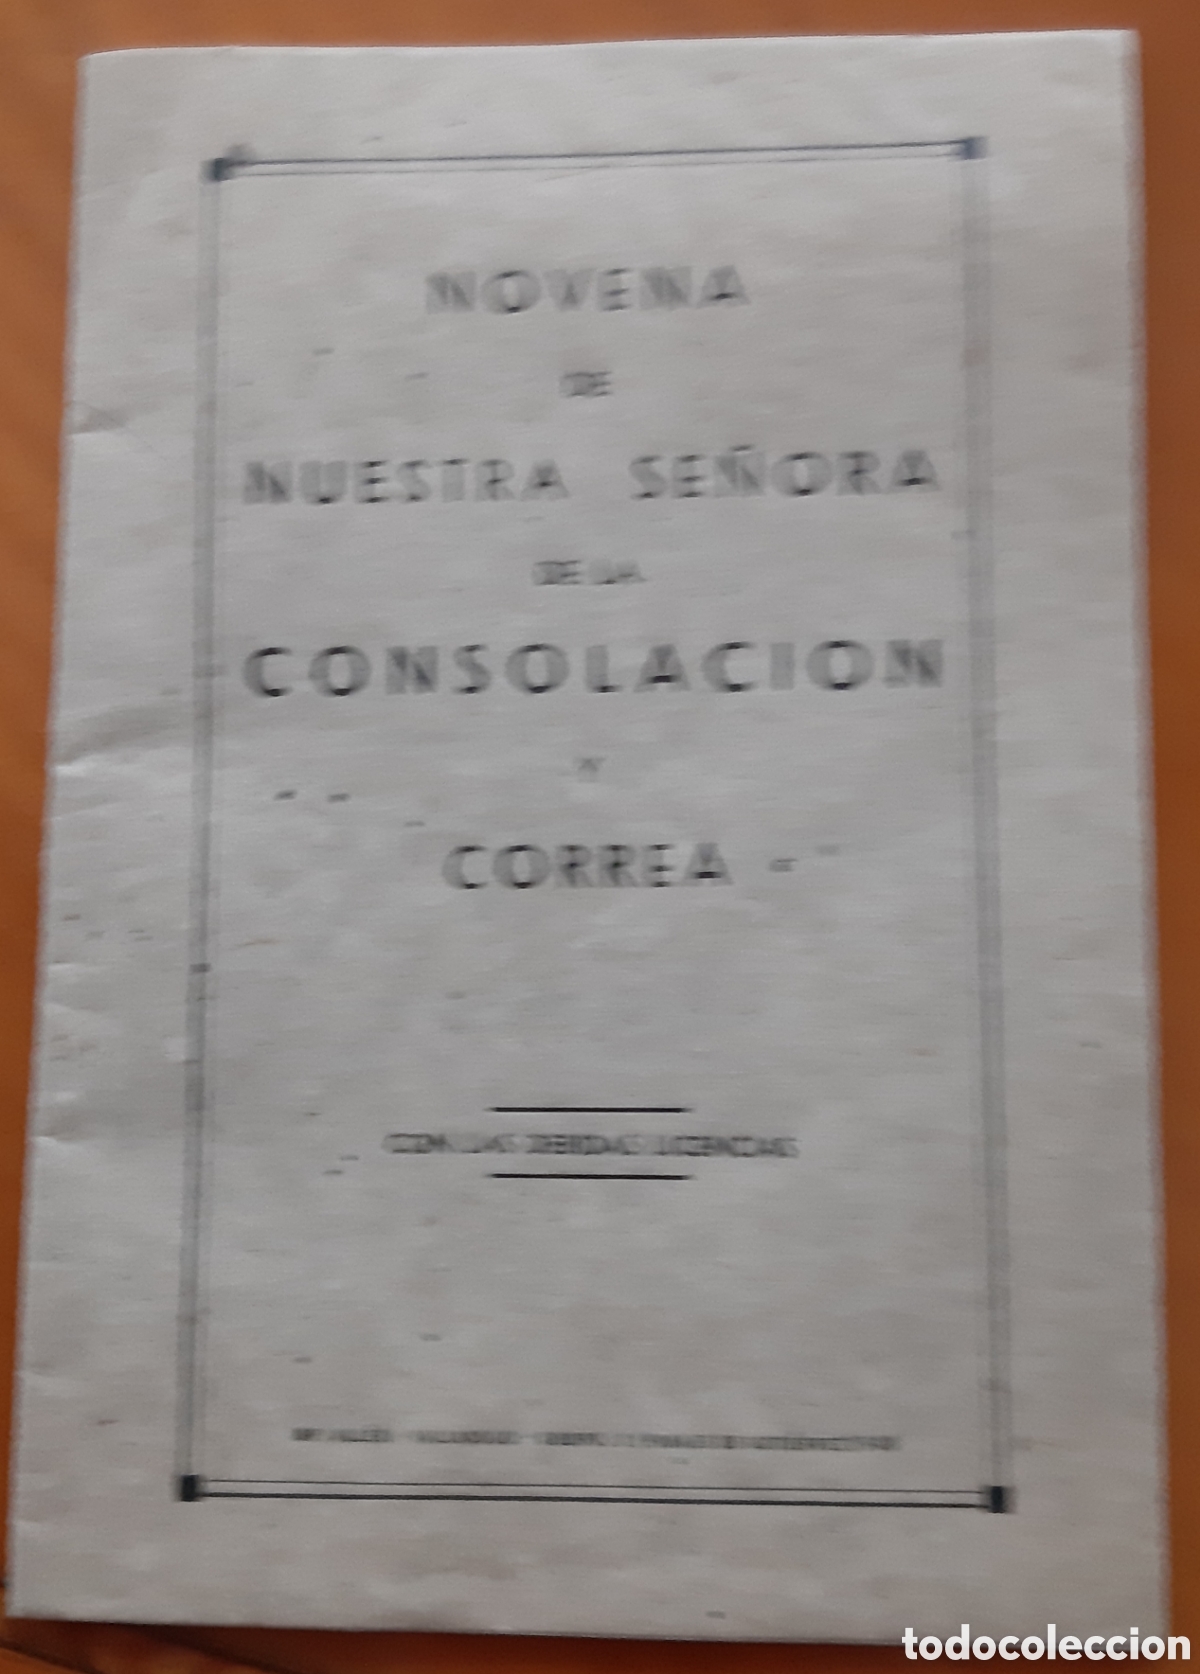 NOVENA
DE
NUESTRA SEÑORA
DE LA
CONSOLACION
Y
CORREA
CON LAS DEBIDAS LICENCIAS
todocoleccion